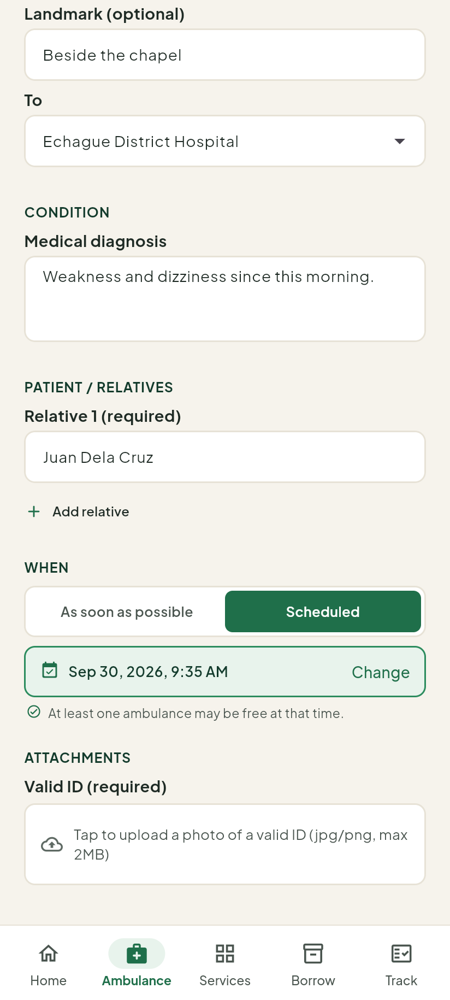 Landmark (optional)
Beside the chapel
To
Echague District Hospital
CONDITION
Medical diagnosis
Weakness and dizziness since this morning.
PATIENT / RELATIVES
Relative 1 (required)
Juan Dela Cruz
Add relative
WHEN
As soon as possible
Scheduled
Sep 30, 2026, 9:35 AM
Change
At least one ambulance may be free at that time.
ATTACHMENTS
Valid ID (required)
Tap to upload a photo of a valid ID (jpg/png, max
2MB)
Home
Ambulance
Services
Borrow
Track